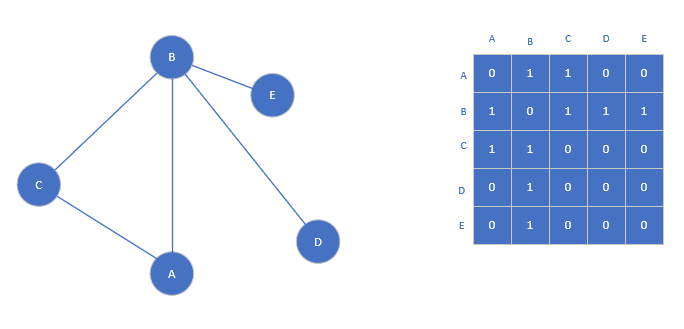 B
E
C
D
A
A B C D E
A 0 1 1 0 0
B 1 0 1 1 1
C 1 1 0 0 0
D 0 1 0 0 0
E 0 1 0 0 0